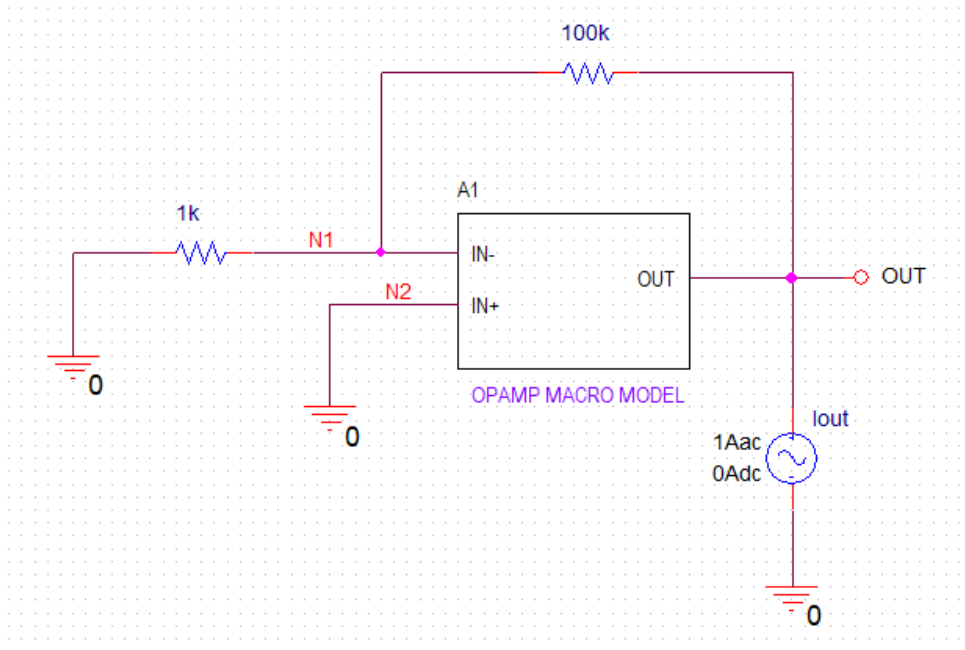 100k
A1
1k
N1
IN-
OUT
OUT
N2
IN+
0
OPAMP MACRO MODEL
0
Iout
1Aac
0Adc
0